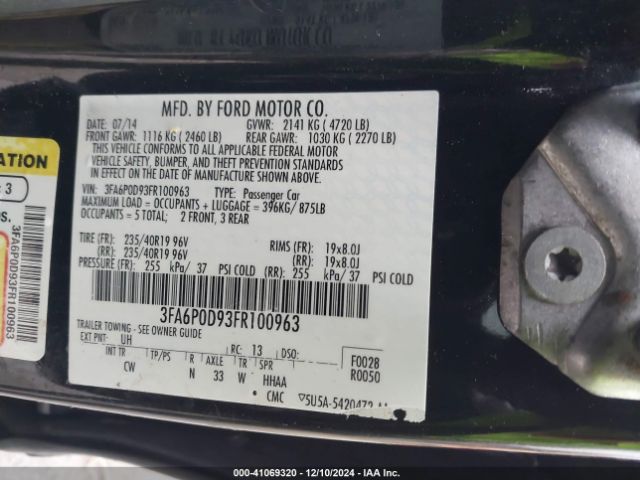 MFD. BY FORD MOTOR CO.
DATE: 07/14 GVWR: 2141 KG ( 4720 LB)
FRONT GAWR: 1116 KG ( 2460 LB) REAR GAWR: 1030 KG ( 2270 LB)
THIS VEHICLE CONFORMS TO ALL APPLICABLE FEDERAL MOTOR
VEHICLE SAFETY, BUMPER, AND THEFT PREVENTION STANDARDS
IN EFFECT ON THE DATE OF MANUFACTURE SHOWN ABOVE.
VIN: 3FA6P0D93FR100963 TYPE: Passenger Car
MAXIMUM LOAD = OCCUPANTS + LUGGAGE = 396KG/ 875LB
OCCUPANTS = 5 TOTAL; 2 FRONT, 3 REAR
TIRE (FR): 235/40R19 96V RIMS (FR): 19x8.0J
(RR): 235/40R19 96V (RR): 19x8.0J
PRESSURE (FR): 255 kPa/ 37 PSI COLD (RR): 255 kPa/ 37 PSI COLD
3FA6P0D93FR100963
TRAILER TOWING - SEE OWNER GUIDE
EXT PNT: UH RC: 13 DSO: F0028
INT TR TP/PS R AXLE TR SPR R0050
CW N 33 W HHAA
CMC 5U5A-5420472
ATION
: 3
US.
3FA6P0D93FR100963
000-41069320 - 12/10/2024 - IAA Inc.